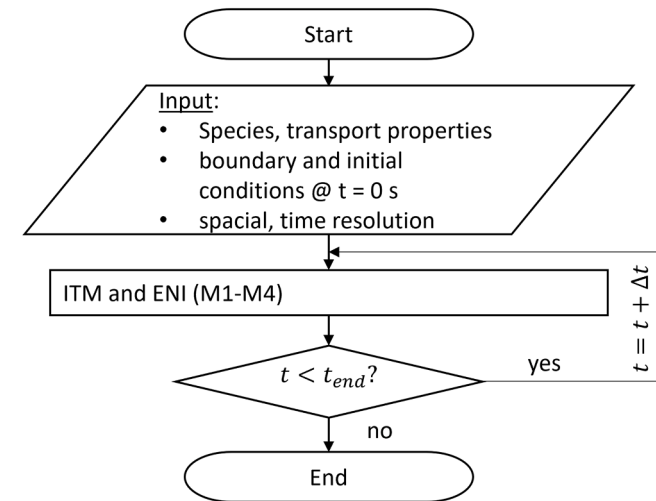 Start
Input:
• Species, transport properties
• boundary and initial
conditions @ t = 0 s
• spacial, time resolution
ITM and ENI (M1-M4)
t = t + Δt
t < t_end?
yes
no
End